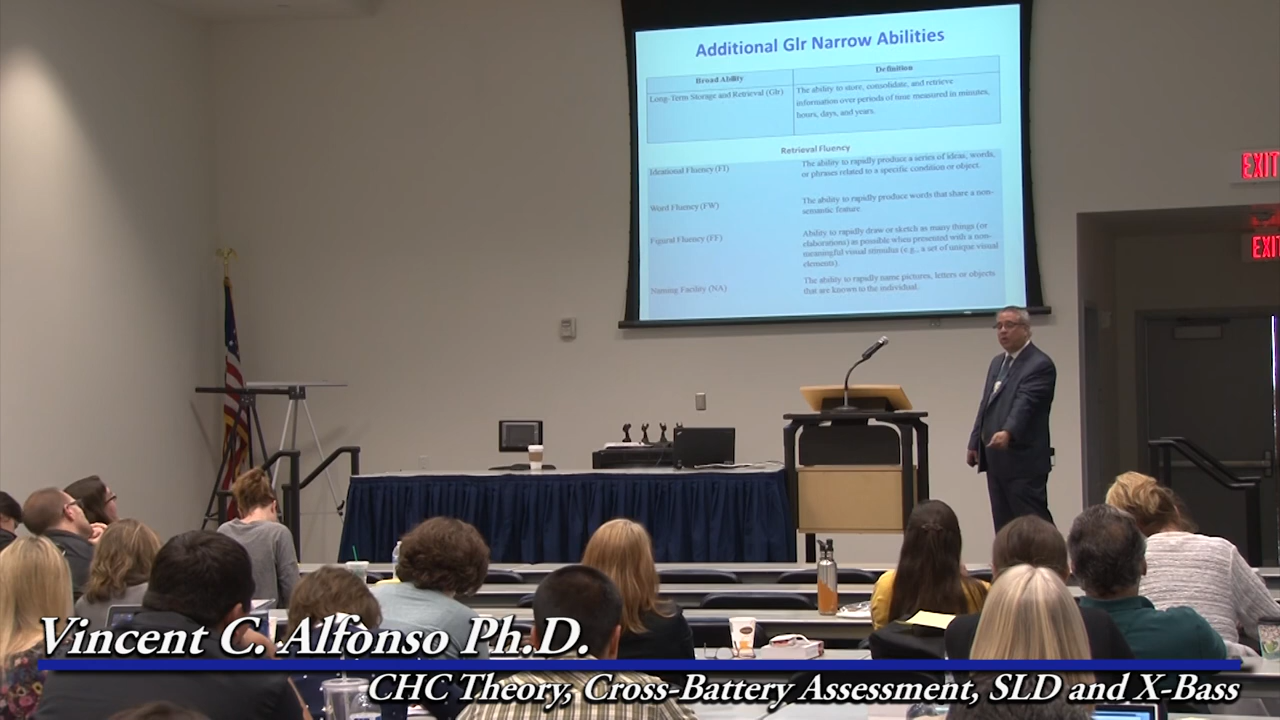 Additional Glr Narrow Abilities
Broad Ability
Definition
Long-Term Storage and Retrieval (Glr)
The ability to store, consolidate, and retrieve
information over periods of time measured in minutes,
hours, days, and years.
Retrieval Fluency
Ideational Fluency (FI)
The ability to rapidly produce a series of ideas, words,
or phrases related to a specific condition or object.
Word Fluency (FW)
The ability to rapidly produce words that share a non-
semantic feature.
Figural Fluency (FF)
Ability to rapidly draw or sketch as many things (or
elaborations) as possible when presented with a non-
meaningful visual stimulus (e.g., a set of unique visual
elements).
Naming Facility (NA)
The ability to rapidly name pictures, letters or objects
that are known to the individual.
EXIT
EXIT
Vincent C. Alfonso Ph.D.
CHC Theory, Cross-Battery Assessment, SLD and X-Bass